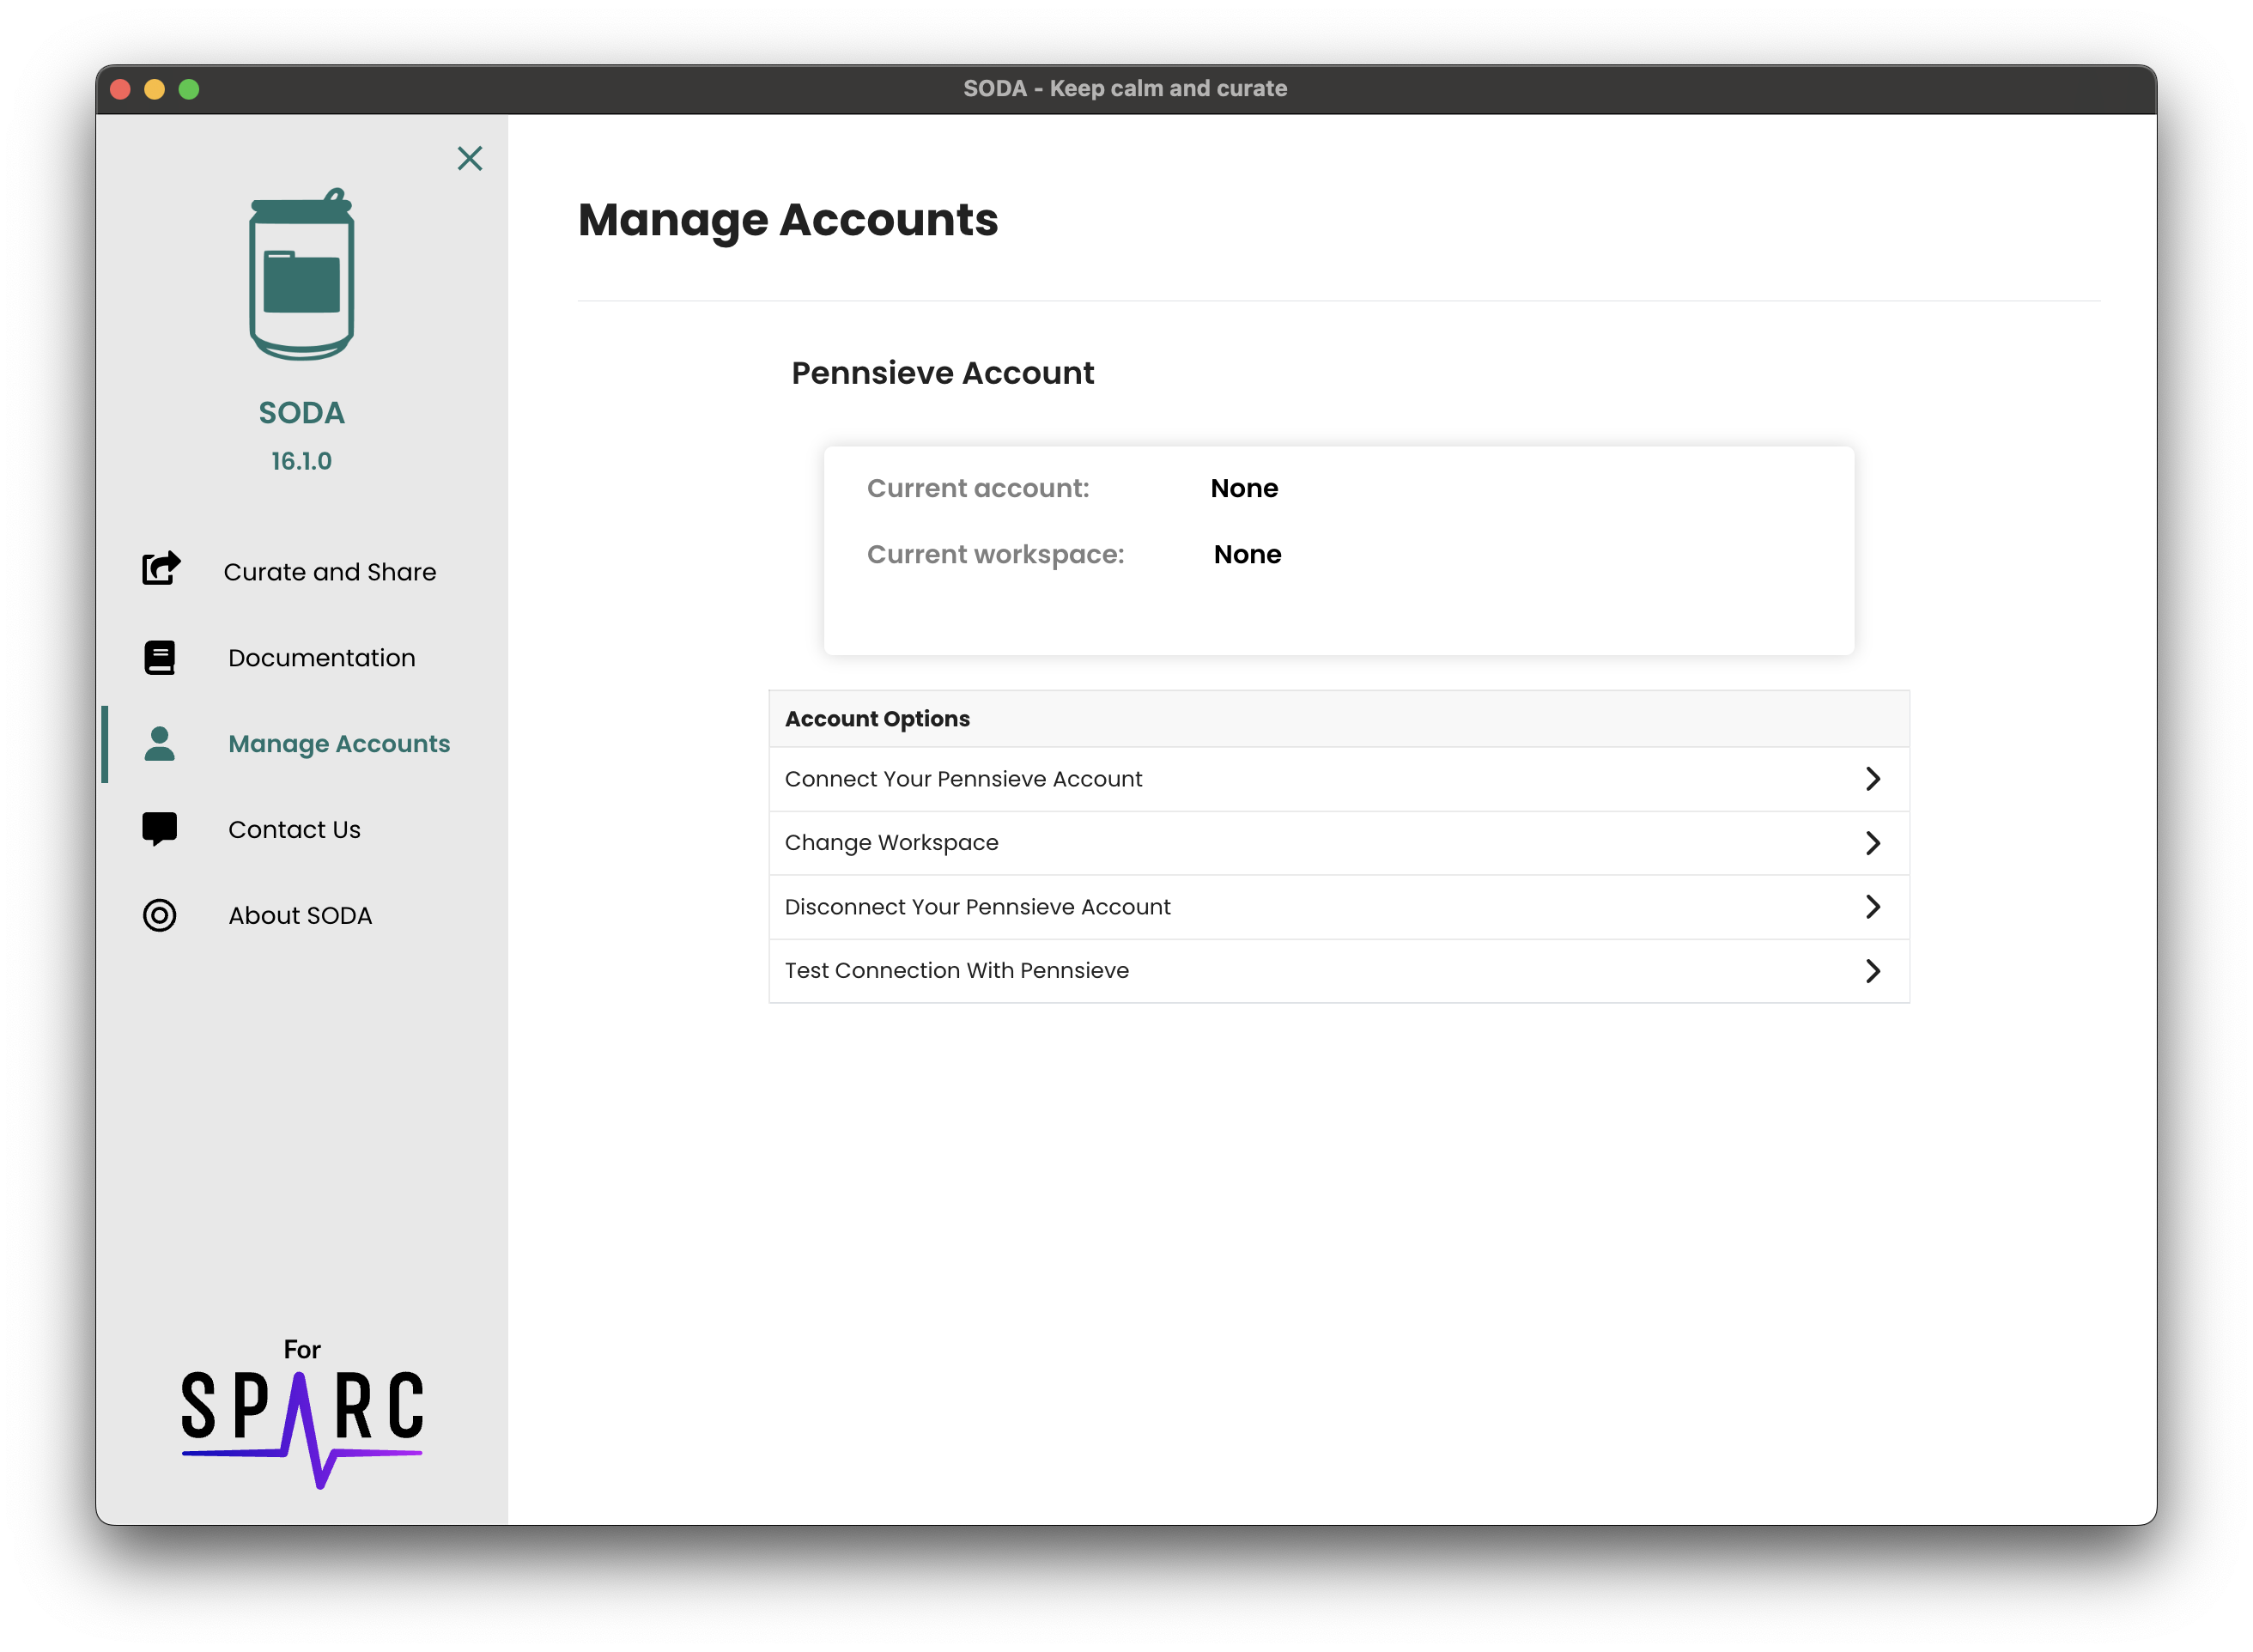 SODA - Keep calm and curate
SODA
16.1.0
Curate and Share
Documentation
Manage Accounts
Contact Us
About SODA
For
SPARC
Manage Accounts
Pennsieve Account
Current account: None
Current workspace: None
Account Options
Connect Your Pennsieve Account
Change Workspace
Disconnect Your Pennsieve Account
Test Connection With Pennsieve